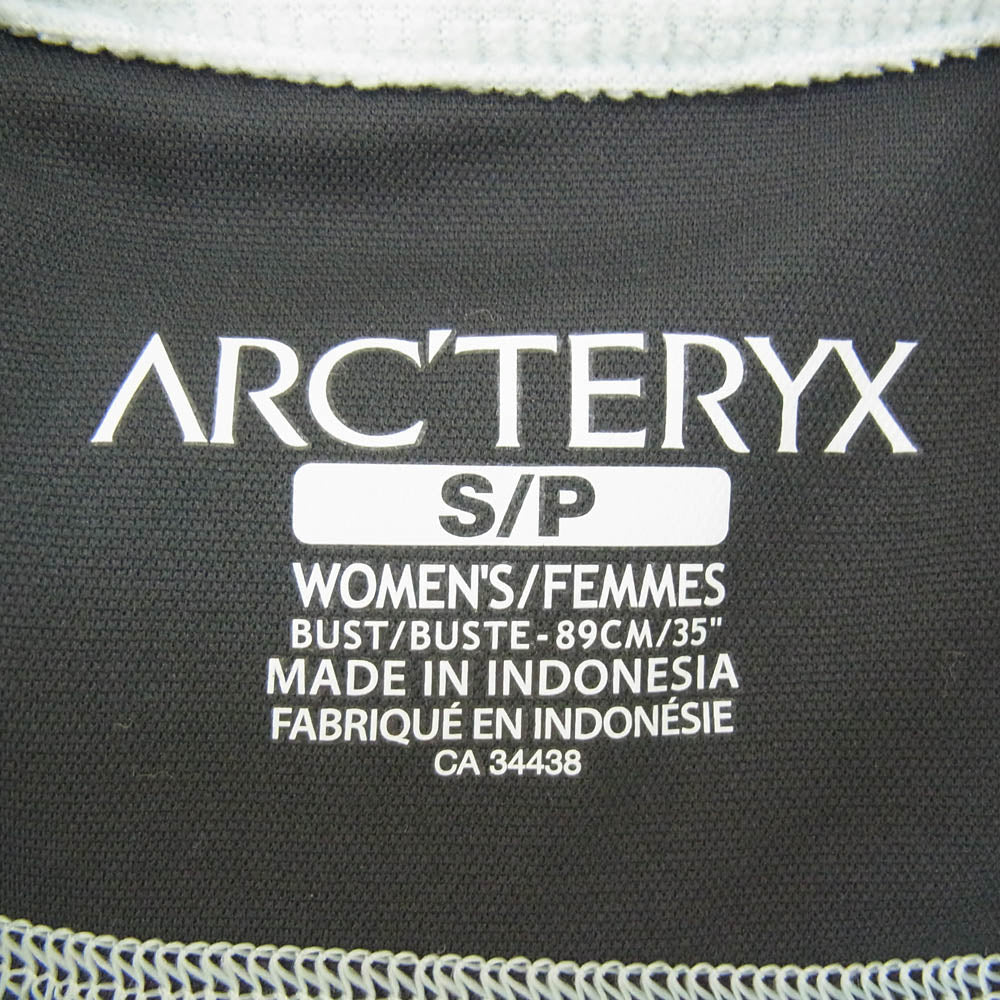 ARC'TERYX
S/P
WOMEN'S/FEMMES
BUST/BUSTE-89CM/35"
MADE IN INDONESIA
FABRIQUÉ EN INDONÉSIE
CA 34438